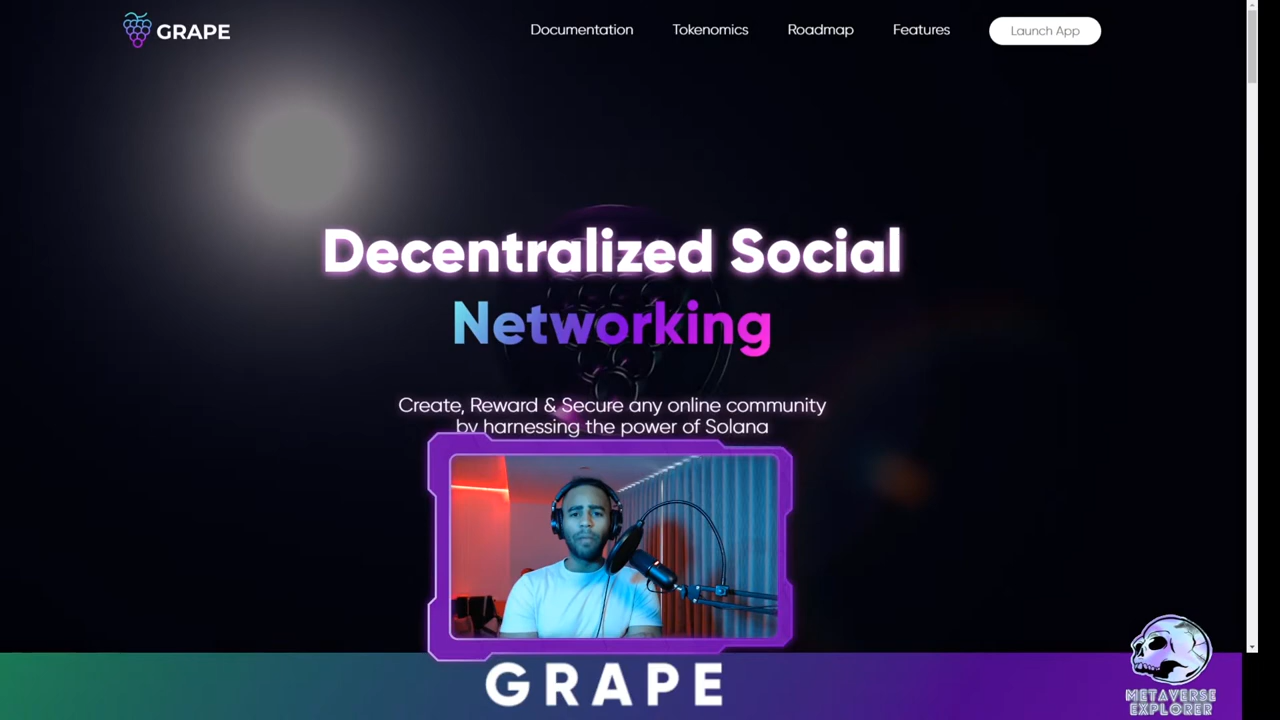 GRAPE
Documentation
Tokenomics
Roadmap
Features
Launch App
Decentralized Social
Networking
Create, Reward & Secure any online community
by harnessing the power of Solana
GRAPE
METAVERSE
EXPLORER